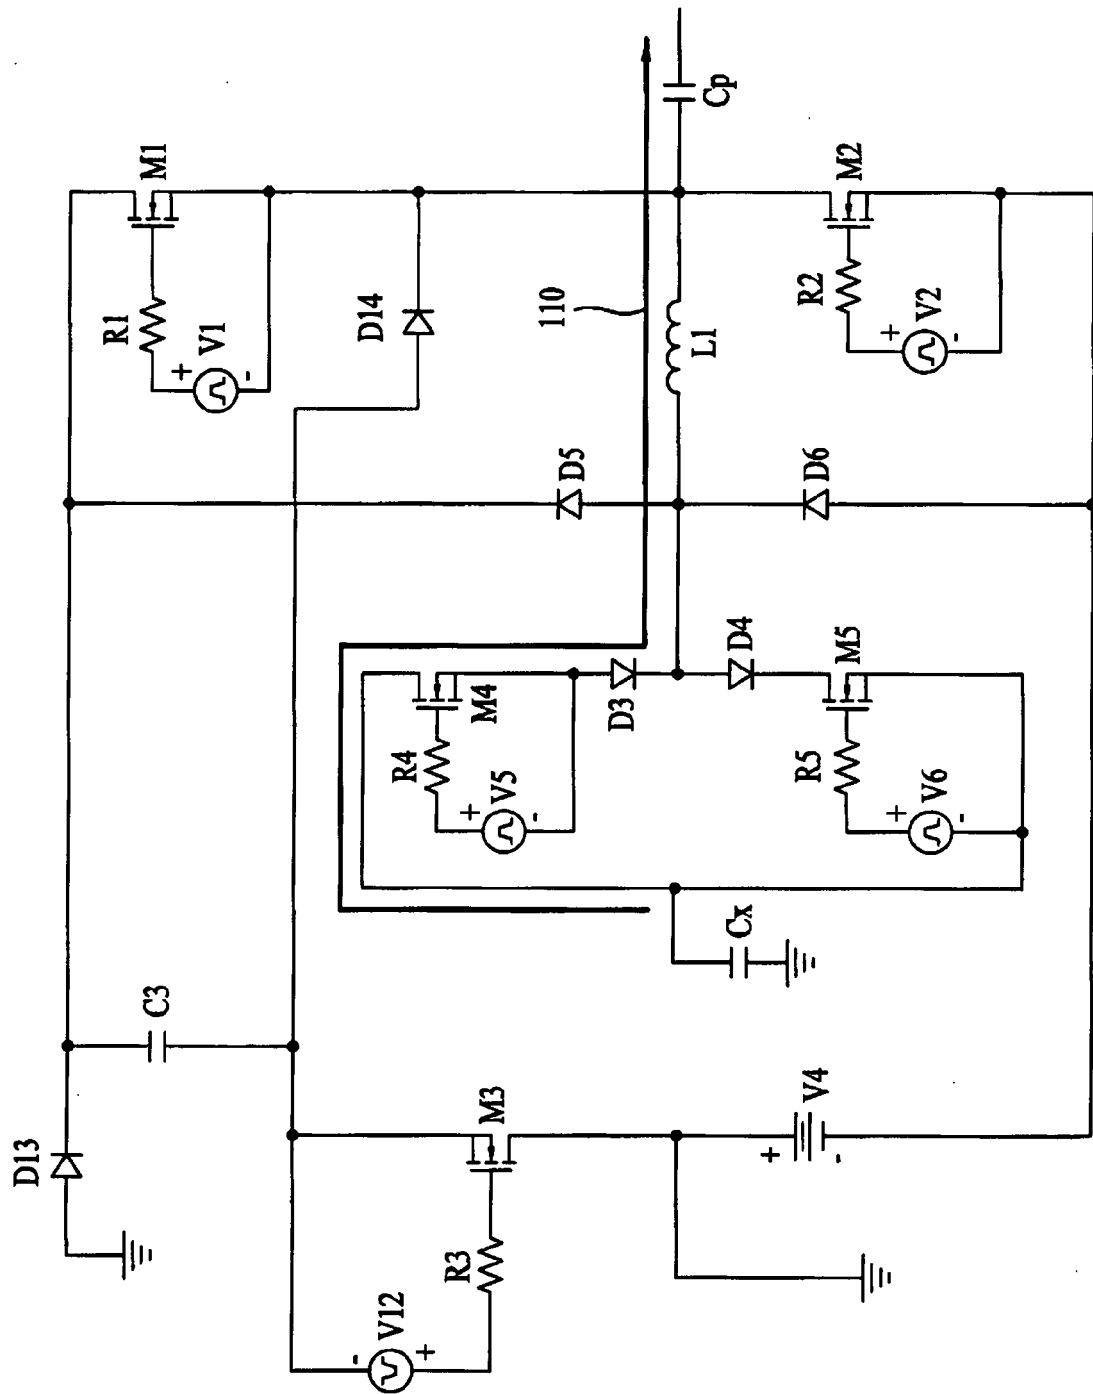 D13
C3
V12
-
+
R3
M3
V4
+
-
Cx
R4
V5
+
-
M4
D3
D4
R5
V6
+
-
M5
D5
D6
110
L1
D14
R1
V1
+
-
M1
R2
V2
+
-
M2
Cp